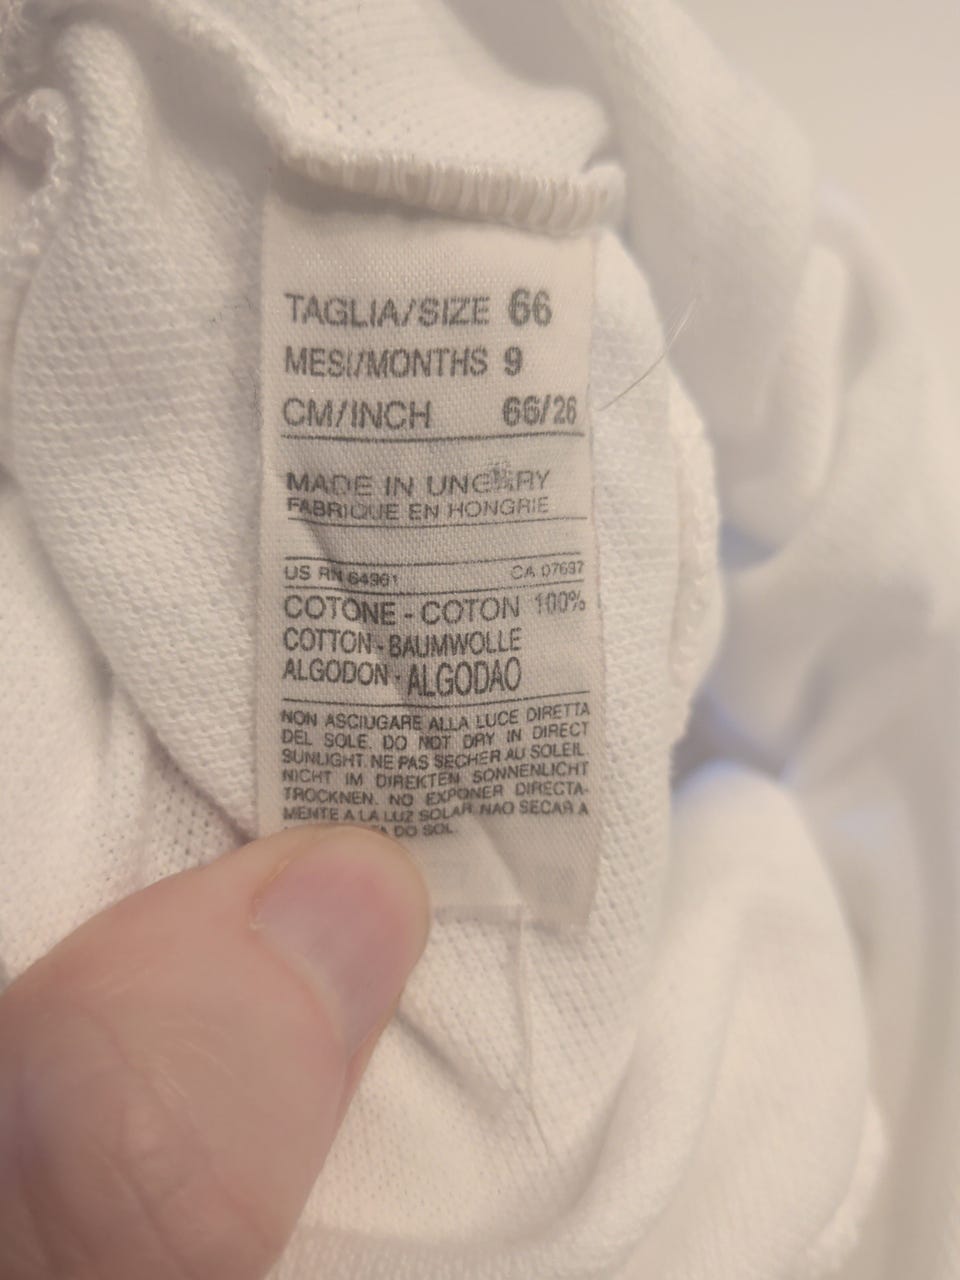 TAGLIA/SIZE 66
MESI/MONTHS 9
CM/INCH 66/26
MADE IN UNGARY
FABRIQUE EN HONGRIE
US RN 64961 CA 07697
COTONE - COTON 100%
COTTON - BAUMWOLLE
ALGODON - ALGODAO
NON ASCIUGARE ALLA LUCE DIRETTA
DEL SOLE. DO NOT DRY IN DIRECT
SUNLIGHT. NE PAS SECHER AU SOLEIL.
NICHT IM DIREKTEN SONNENLICHT
TROCKNEN. NO EXPONER DIRECTA-
MENTE A LA LUZ SOLAR. NAO SECAR A
DO SOL.